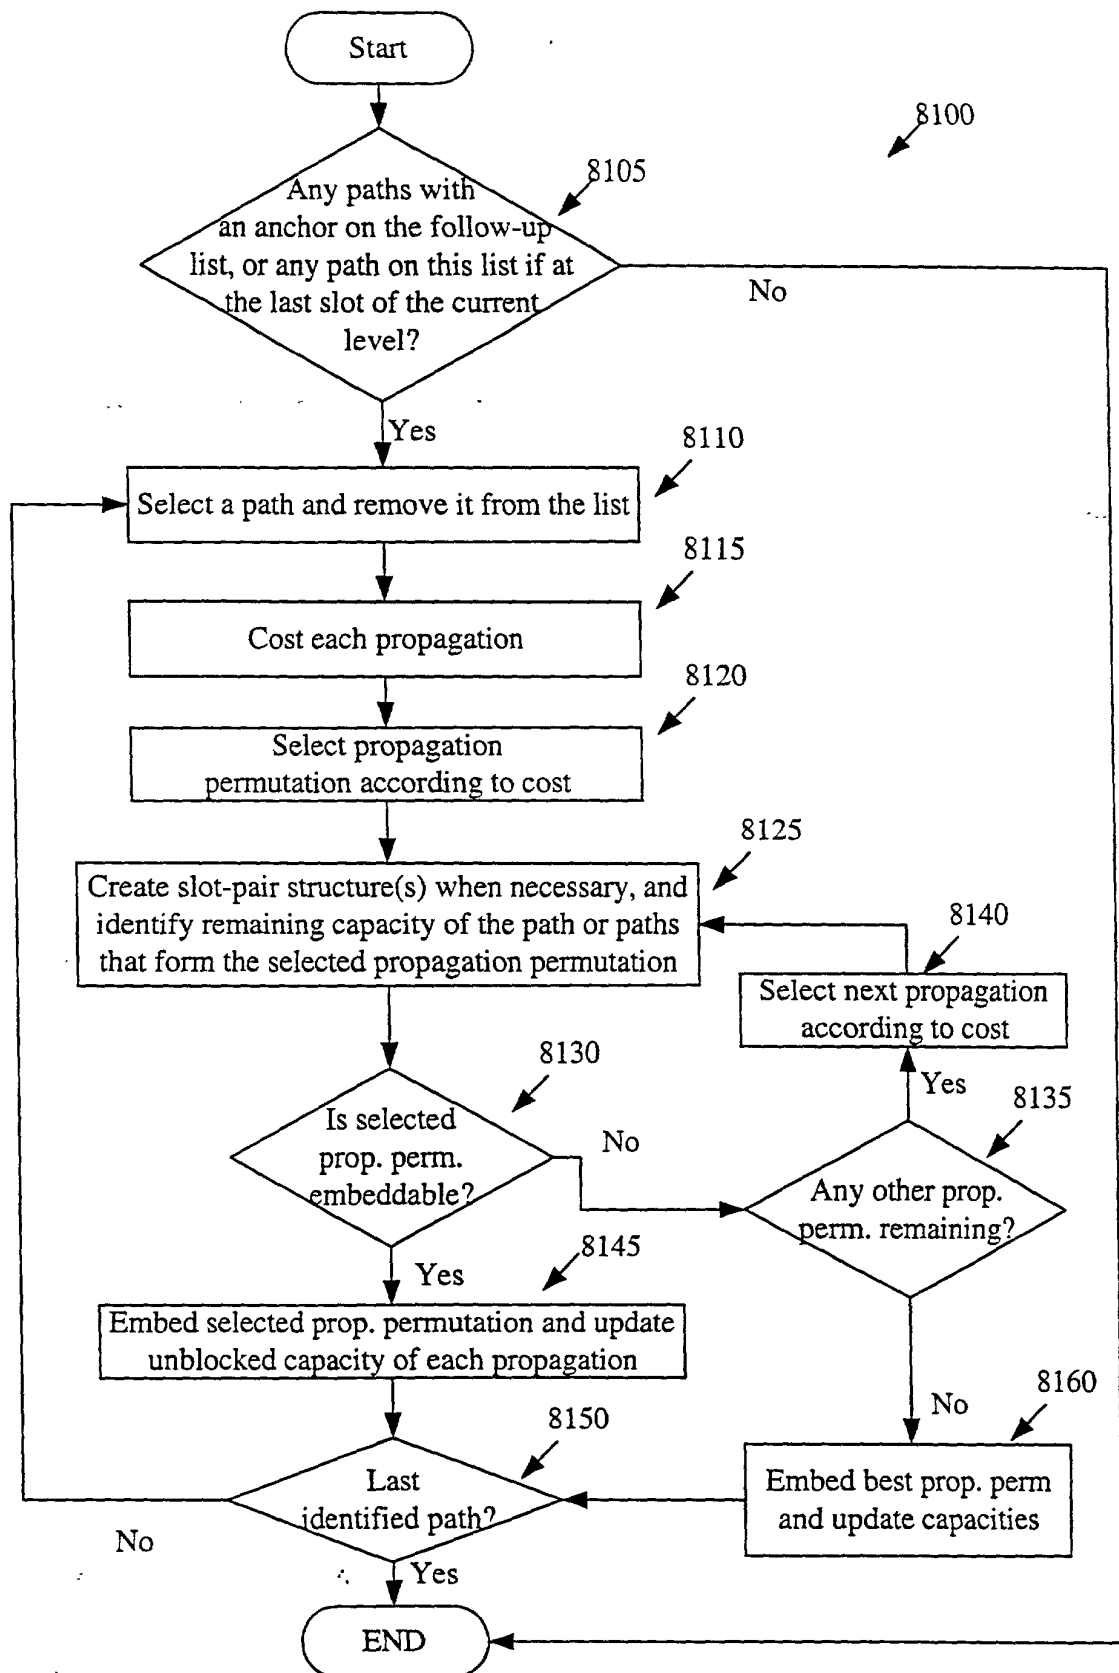 Start
8100
8105
Any paths with
an anchor on the follow-up
list, or any path on this list if at
the last slot of the current
level?
No
Yes
8110
Select a path and remove it from the list
8115
Cost each propagation
8120
Select propagation
permutation according to cost
8125
Create slot-pair structure(s) when necessary, and
identify remaining capacity of the path or paths
that form the selected propagation permutation
8140
Select next propagation
according to cost
8130
Is selected
prop. perm.
embeddable?
No
Yes
8135
Any other prop.
perm. remaining?
Yes
8145
Embed selected prop. permutation and update
unblocked capacity of each propagation
No
8160
Embed best prop. perm
and update capacities
8150
Last
identified path?
No
Yes
END